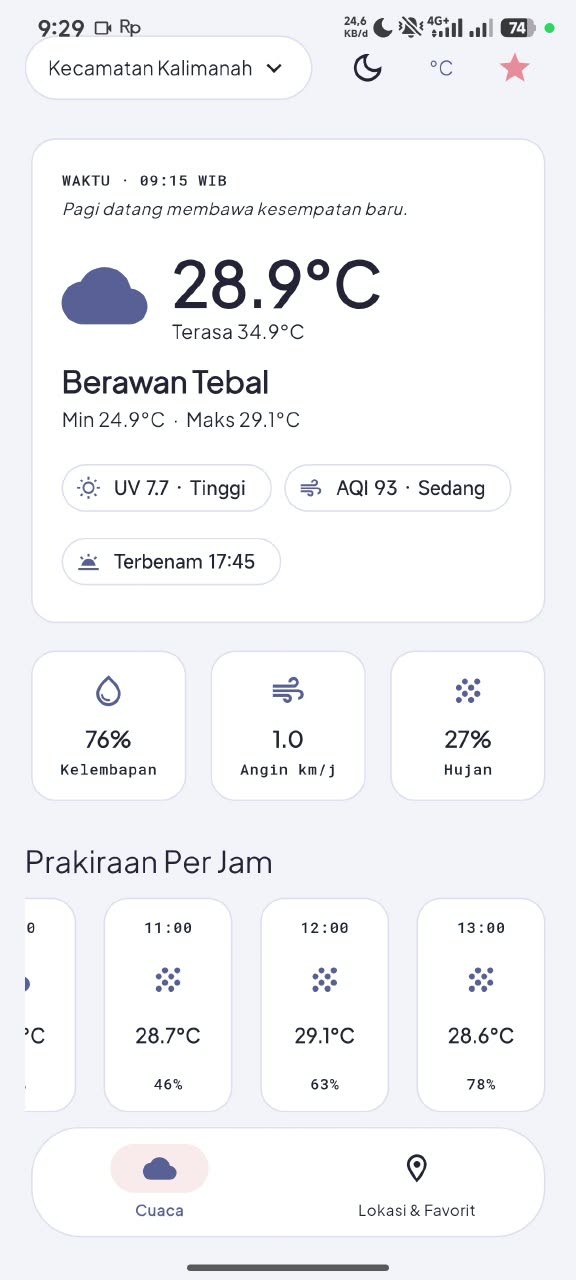 9:29 Rp 24,6 KB/d 4G+ 74
Kecamatan Kalimanah °C
WAKTU · 09:15 WIB
Pagi datang membawa kesempatan baru.
28.9°C
Terasa 34.9°C
Berawan Tebal
Min 24.9°C · Maks 29.1°C
UV 7.7 · Tinggi AQI 93 · Sedang
Terbenam 17:45
76% 1.0 27%
Kelembapan Angin km/j Hujan
Prakiraan Per Jam
0 11:00 12:00 13:00
°C 28.7°C 29.1°C 28.6°C
46% 63% 78%
Cuaca Lokasi & Favorit